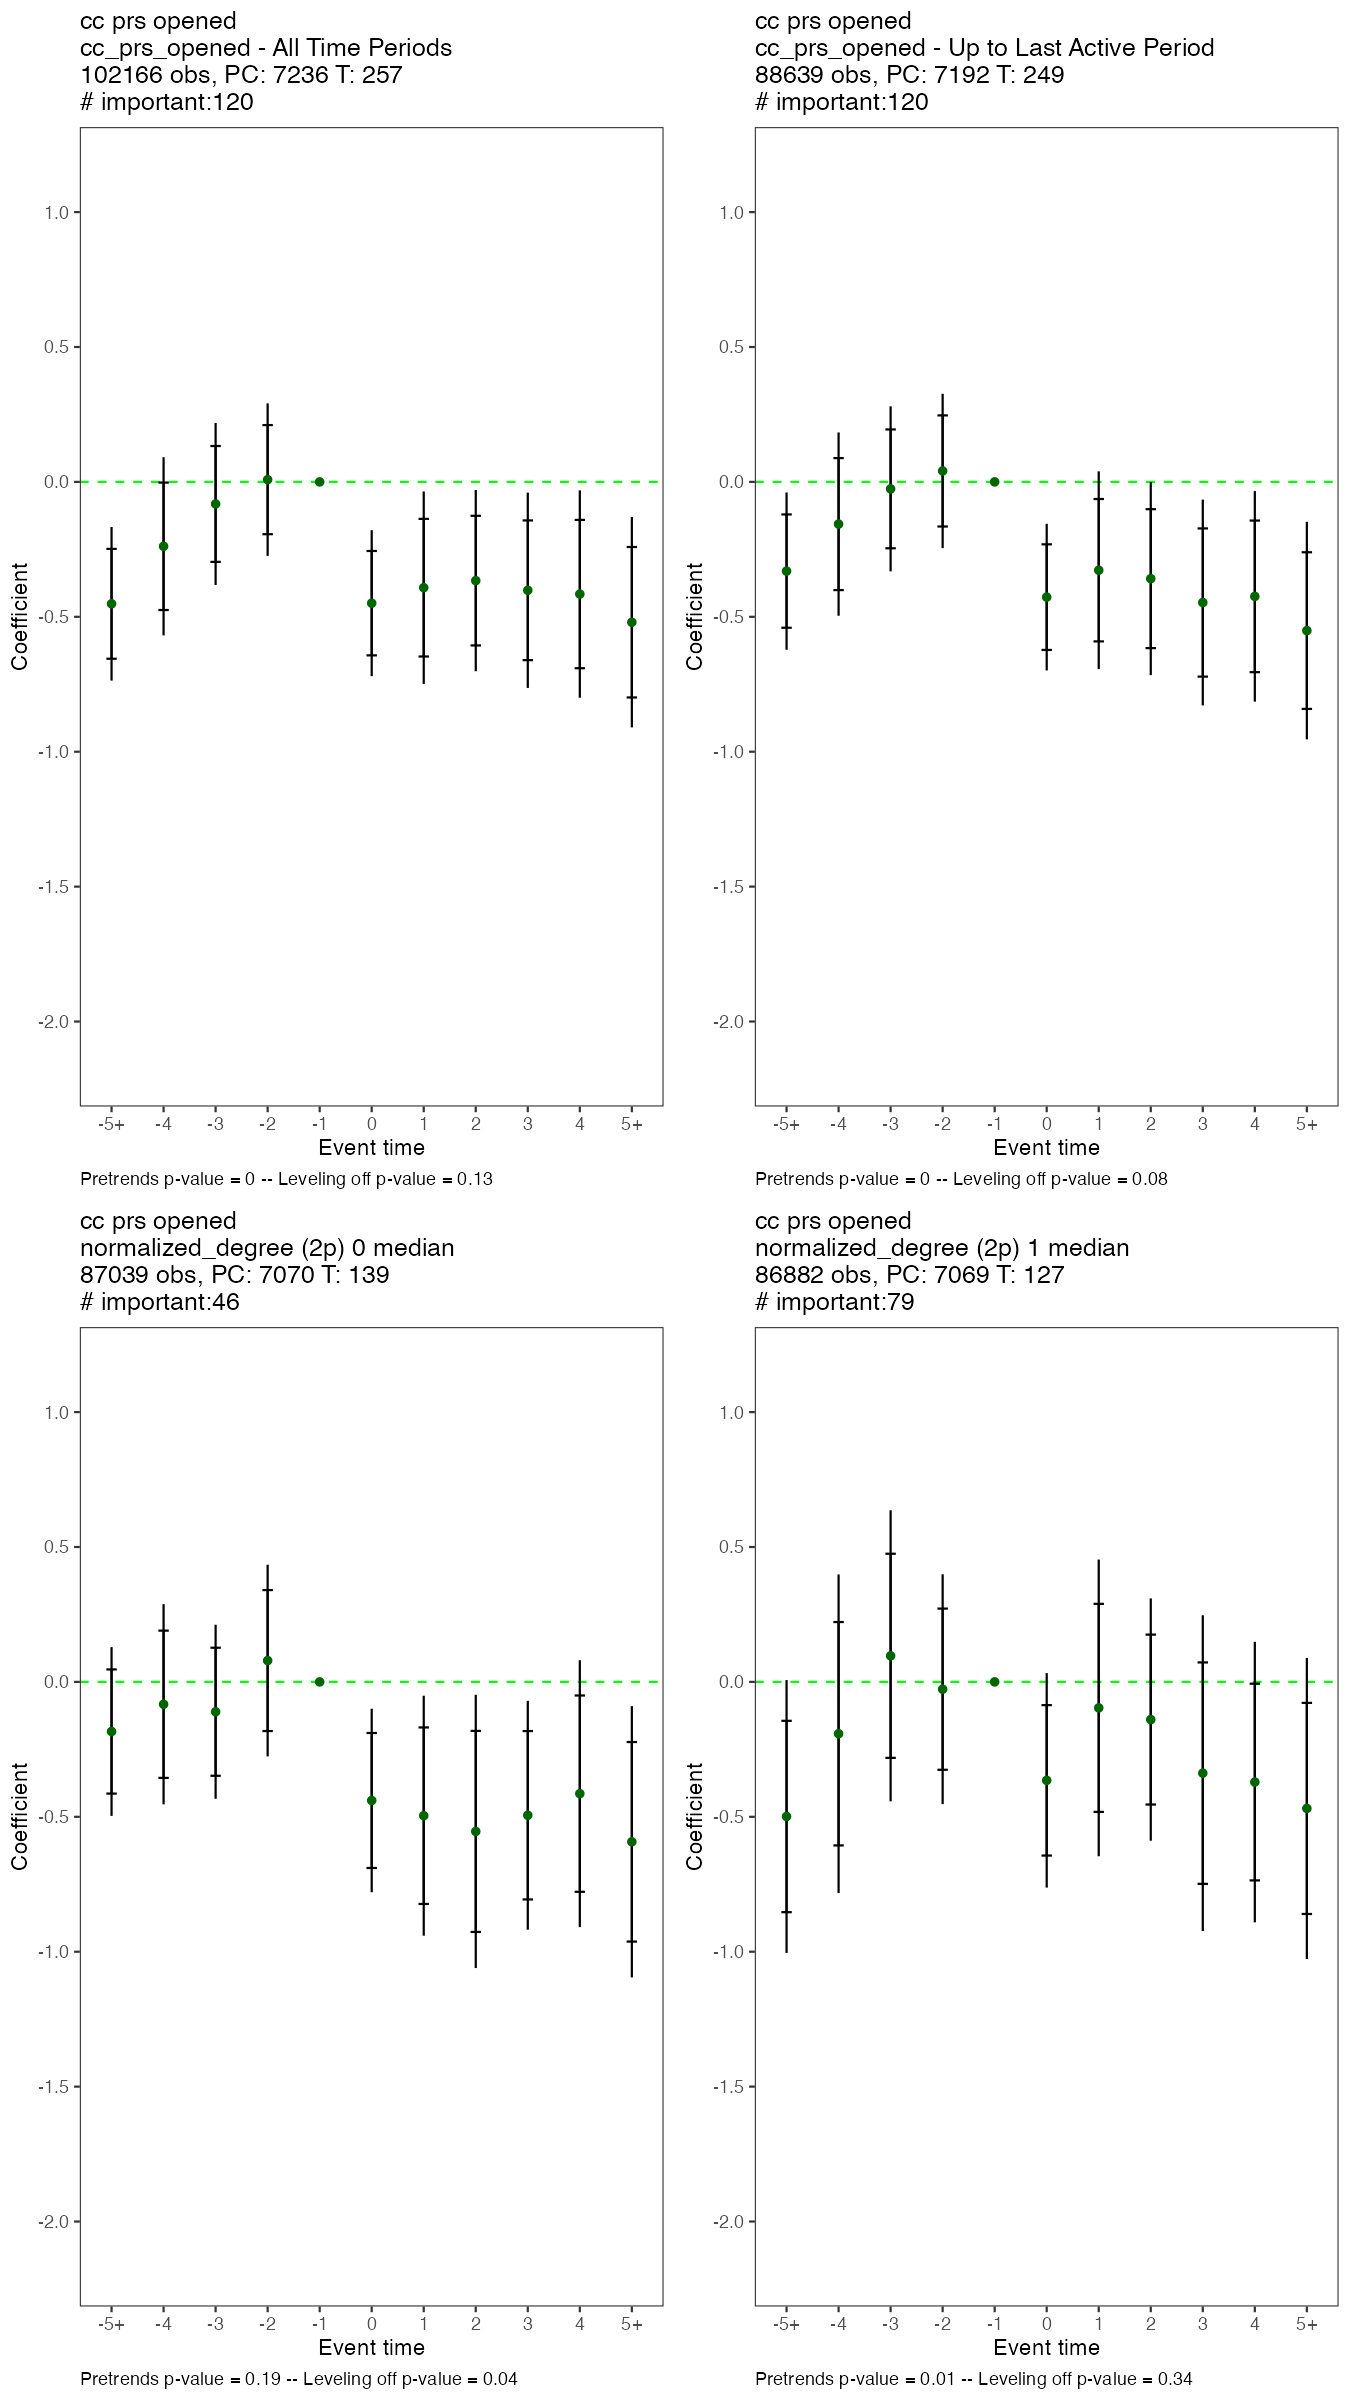 cc prs opened
cc_prs_opened - All Time Periods
102166 obs, PC: 7236 T: 257
# important:120
1.0
0.5
0.0
-0.5
-1.0
-1.5
-2.0
Coefficient
-5+ -4 -3 -2 -1 0 1 2 3 4 5+
Event time
Pretrends p-value = 0 -- Leveling off p-value = 0.13
cc prs opened
cc_prs_opened - Up to Last Active Period
88639 obs, PC: 7192 T: 249
# important:120
1.0
0.5
0.0
-0.5
-1.0
-1.5
-2.0
Coefficient
-5+ -4 -3 -2 -1 0 1 2 3 4 5+
Event time
Pretrends p-value = 0 -- Leveling off p-value = 0.08
cc prs opened
normalized_degree (2p) 0 median
87039 obs, PC: 7070 T: 139
# important:46
1.0
0.5
0.0
-0.5
-1.0
-1.5
-2.0
Coefficient
-5+ -4 -3 -2 -1 0 1 2 3 4 5+
Event time
Pretrends p-value = 0.19 -- Leveling off p-value = 0.04
cc prs opened
normalized_degree (2p) 1 median
86882 obs, PC: 7069 T: 127
# important:79
1.0
0.5
0.0
-0.5
-1.0
-1.5
-2.0
Coefficient
-5+ -4 -3 -2 -1 0 1 2 3 4 5+
Event time
Pretrends p-value = 0.01 -- Leveling off p-value = 0.34